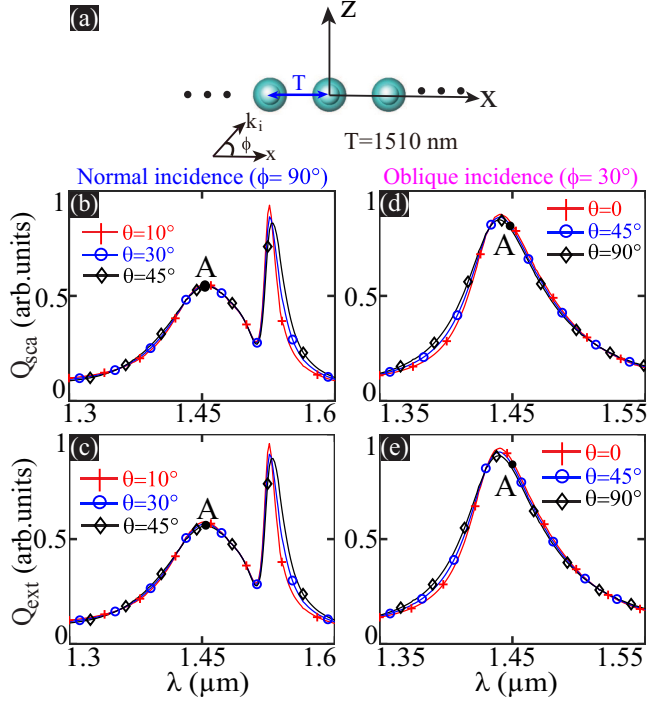 (a)
Z
T
X
k_i
ϕ
x
T=1510 nm
Normal incidence (ϕ= 90°)
Oblique incidence (ϕ= 30°)
(b)
θ=10°
θ=30°
θ=45°
A
Q_sca (arb.units)
0.5
0
1.3
1.45
1.6
(d)
1
θ=0
θ=45°
θ=90°
A
0.5
0
1.35
1.45
1.55
(c)
1
θ=10°
θ=30°
θ=45°
A
Q_ext (arb.units)
0.5
0
1.3
1.45
1.6
λ (μm)
(e)
1
θ=0
θ=45°
θ=90°
A
0.5
0
1.35
1.45
1.55
λ (μm)